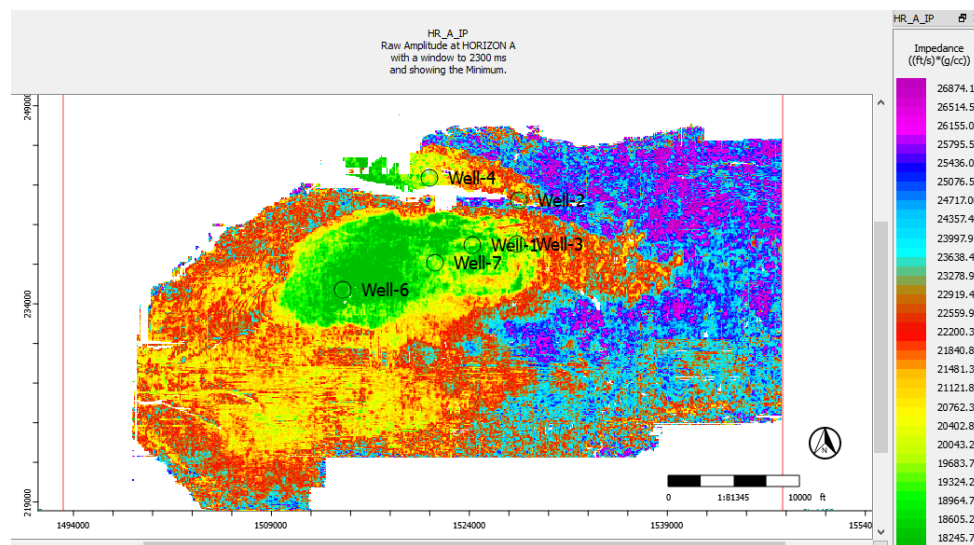 HR_A_IP
Raw Amplitude at HORIZON A
with a window to 2300 ms
and showing the Minimum.
249000
234000
219000
Well-4
Well-2
Well-1
Well-3
Well-7
Well-6
N
0
1:81345
10000
ft
1494000
1509000
1524000
1539000
HR_A_IP
Impedance
((ft/s)*(g/cc))
26874.1
26514.5
26155.0
25795.5
25436.0
25076.5
24717.0
24357.4
23997.9
23638.4
23278.9
22919.4
22559.9
22200.3
21840.8
21481.3
21121.8
20762.3
20402.8
20043.2
19683.7
19324.2
18964.7
18605.2
18245.7